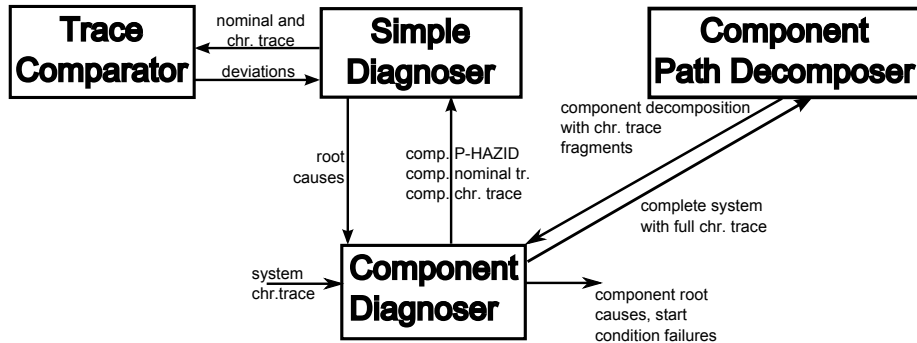 Trace
Comparator
nominal and
chr. trace
deviations
Simple
Diagnoser
Component
Path Decomposer
component decomposition
with chr. trace
fragments
root
causes
comp. P-HAZID
comp. nominal tr.
comp. chr. trace
complete system
with full chr. trace
system
chr.trace
Component
Diagnoser
component root
causes, start
condition failures